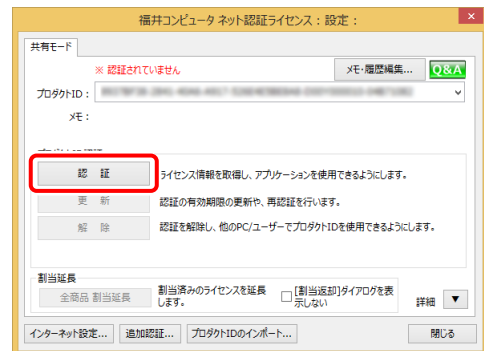 福井コンピュータ ネット認証ライセンス：設定：
×
共有モード
※ 認証されていません
メモ・履歴編集...
Q&A
プロダクトID：
メモ：
認　証
ライセンス情報を取得し、アプリケーションを使用できるようにします。
更　新
認証の有効期限の更新や、再認証を行います。
解　除
認証を解除し、他のPC/ユーザーでプロダクトIDを使用できるようにします。
割当延長
全商品 割当延長
割当済みのライセンスを延長
します。
[割当返却]ダイアログを表
示しない
詳細 ▼
インターネット設定...
追加認証...
プロダクトIDのインポート...
閉じる